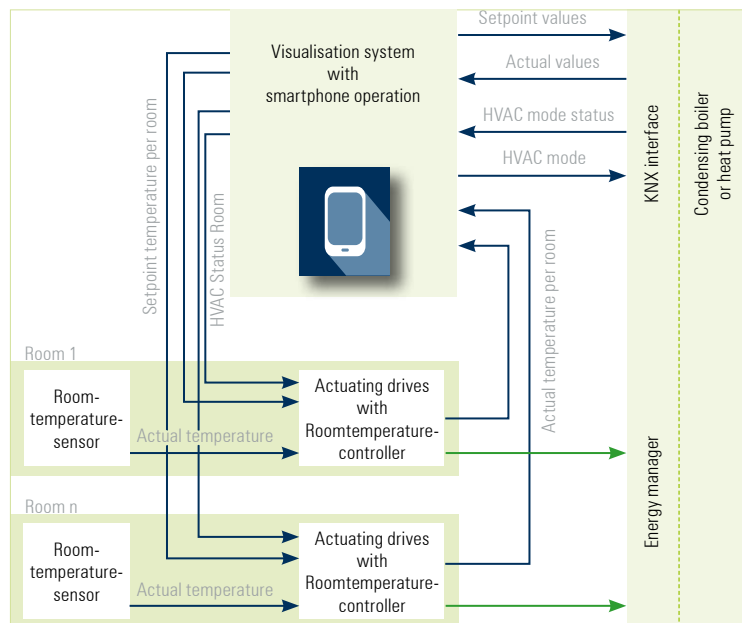 Setpoint values
Visualisation system
with
smartphone operation
Actual values
HVAC mode status
HVAC mode
KNX interface
Condensing boiler
or heat pump
Setpoint temperature per room
HVAC Status Room
Actual temperature per room
Room 1
Room-
temperature-
sensor
Actual temperature
Actuating drives
with
Roomtemperature-
controller
Energy manager
Room n
Room-
temperature-
sensor
Actual temperature
Actuating drives
with
Roomtemperature-
controller